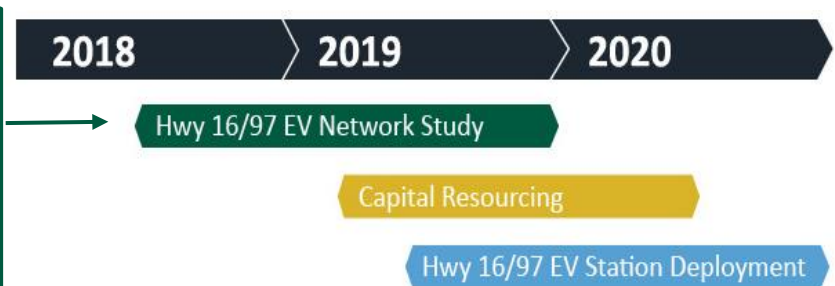 2018 2019 2020
Hwy 16/97 EV Network Study
Capital Resourcing
Hwy 16/97 EV Station Deployment